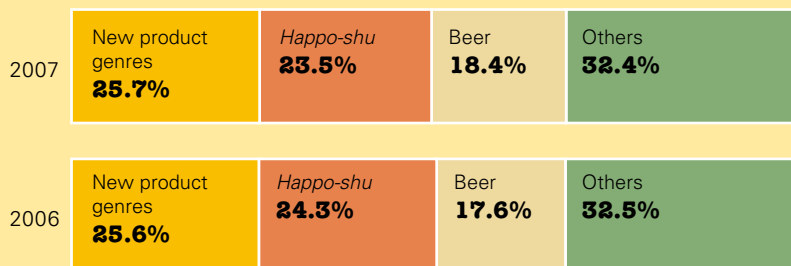 2007
New product
genres
25.7%
Happo-shu
23.5%
Beer
18.4%
Others
32.4%
2006
New product
genres
25.6%
Happo-shu
24.3%
Beer
17.6%
Others
32.5%